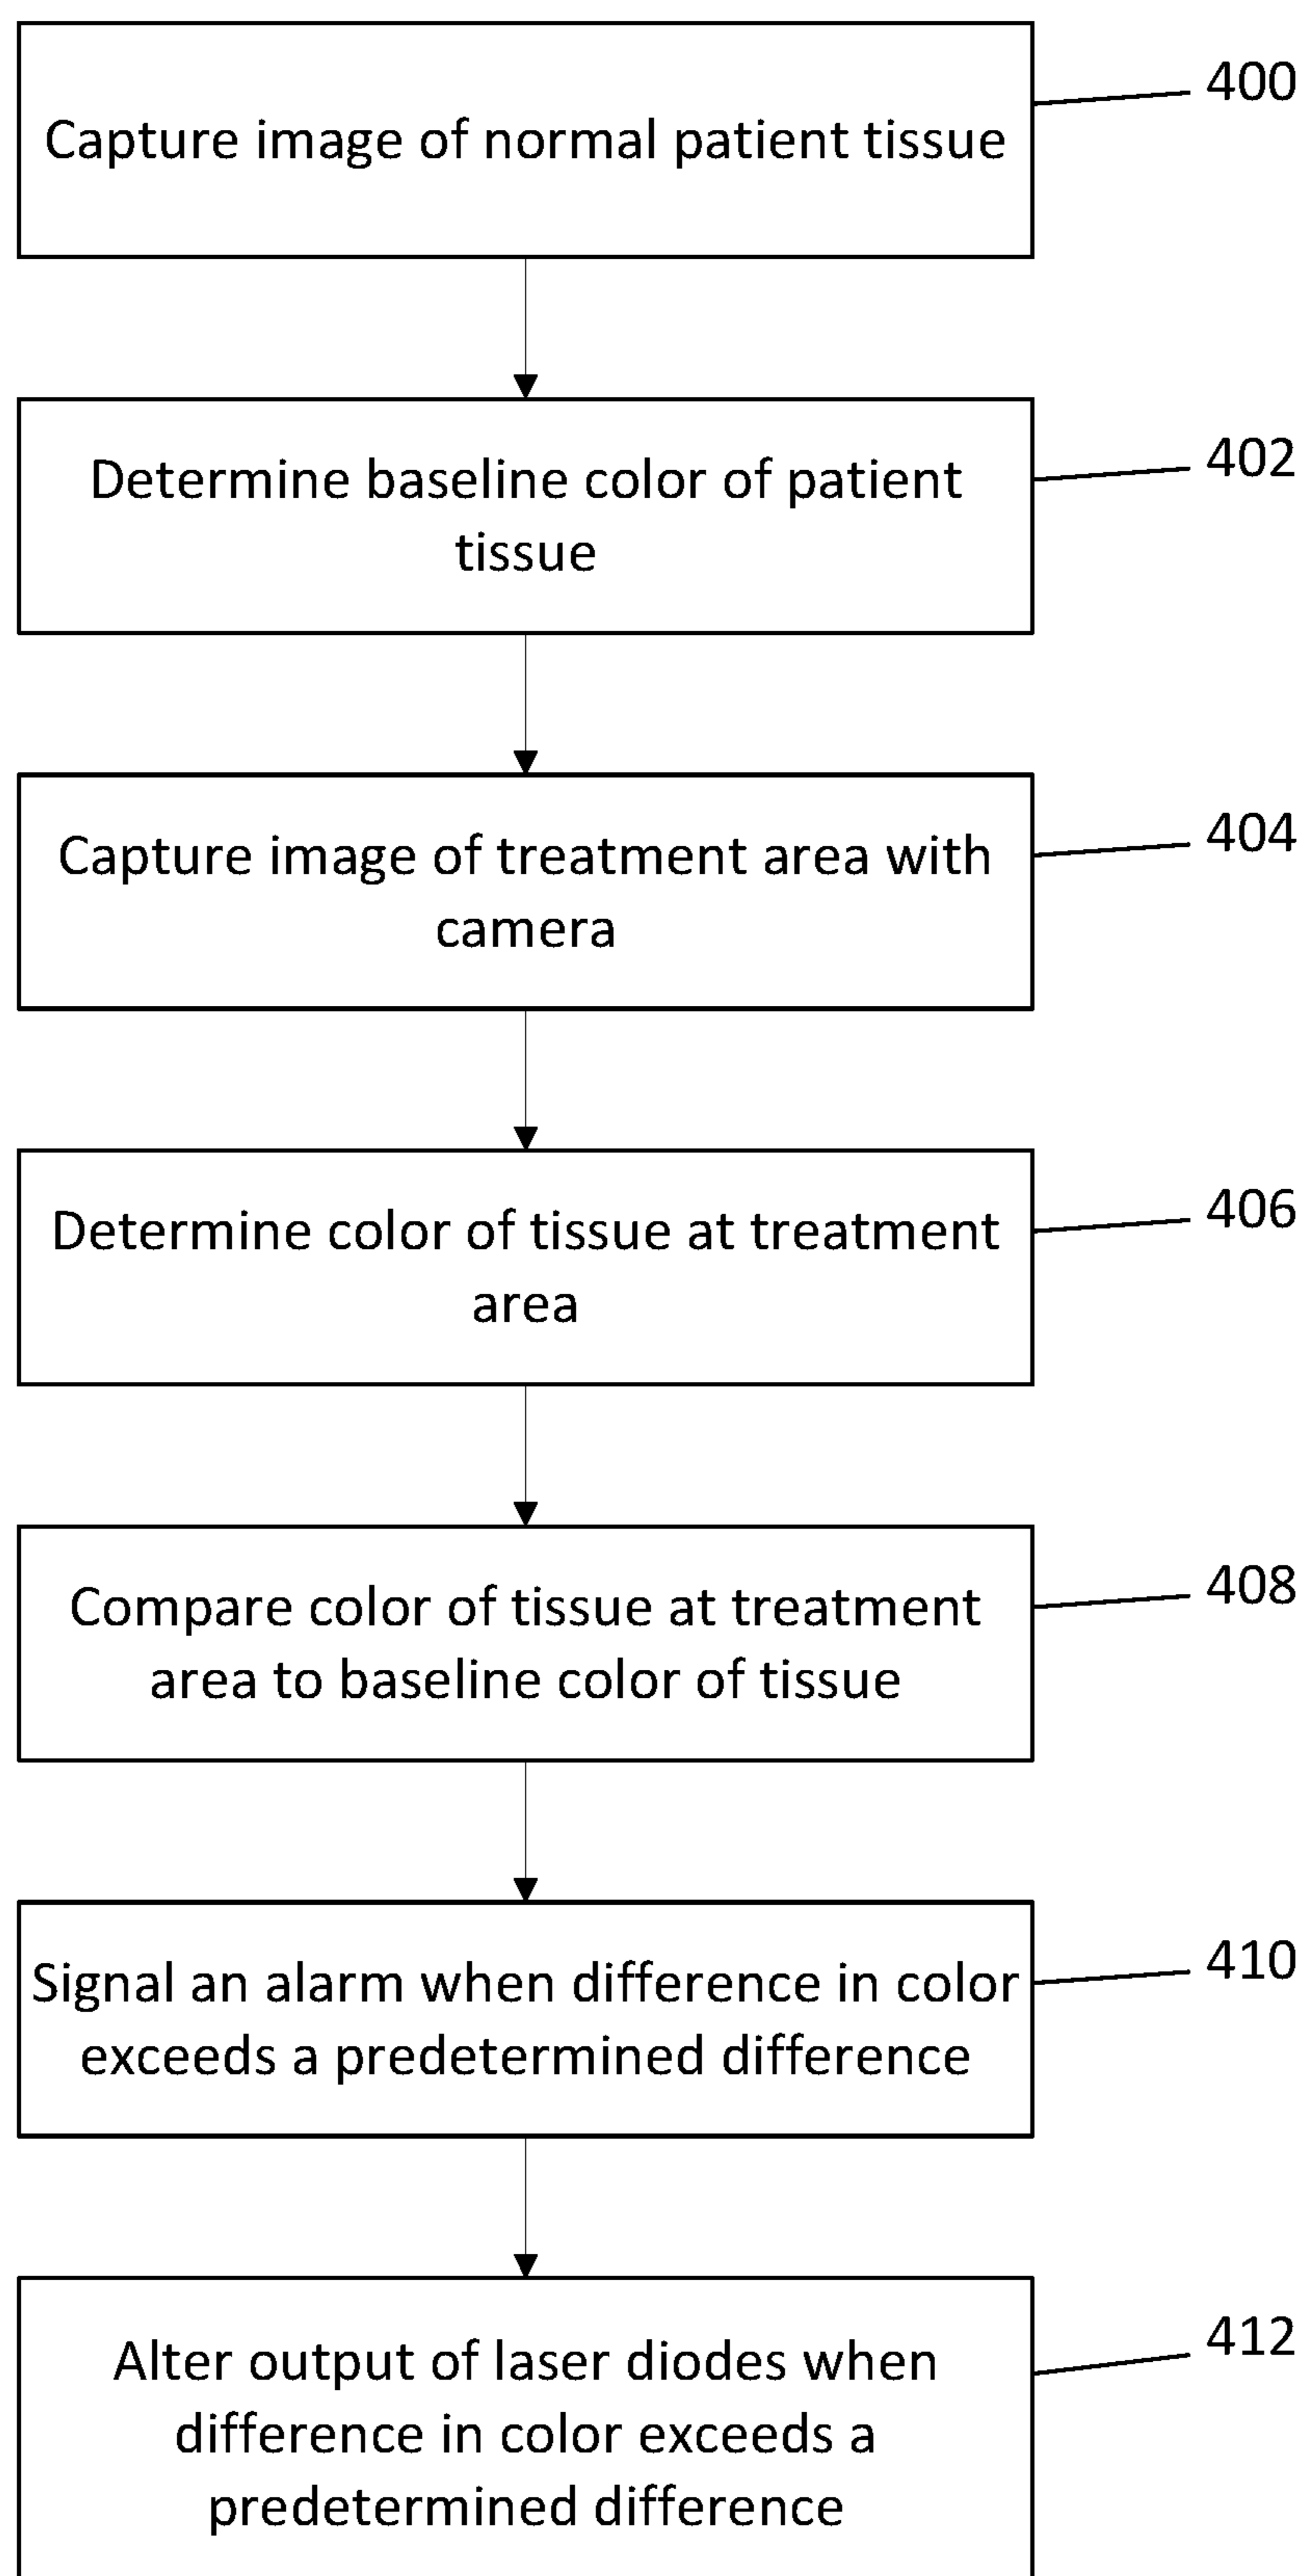 Capture image of normal patient tissue
400
Determine baseline color of patient
tissue
402
Capture image of treatment area with
camera
404
Determine color of tissue at treatment
area
406
Compare color of tissue at treatment
area to baseline color of tissue
408
Signal an alarm when difference in color
exceeds a predetermined difference
410
Alter output of laser diodes when
difference in color exceeds a
predetermined difference
412